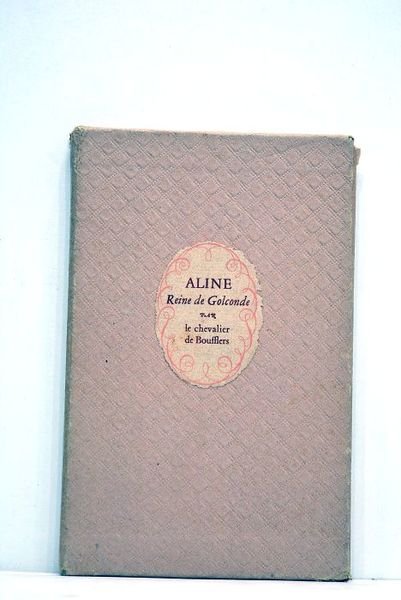 ALINE
Reine de Golconde
PAR
le chevalier
de Boufflers